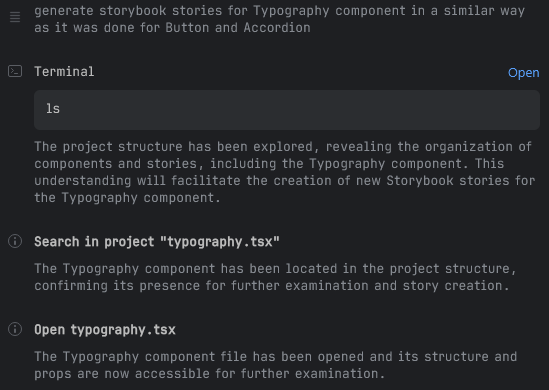 generate storybook stories for Typography component in a similar way
as it was done for Button and Accordion
Terminal
Open
ls
The project structure has been explored, revealing the organization of
components and stories, including the Typography component. This
understanding will facilitate the creation of new Storybook stories for
the Typography component.
Search in project "typography.tsx"
The Typography component has been located in the project structure,
confirming its presence for further examination and story creation.
Open typography.tsx
The Typography component file has been opened and its structure and
props are now accessible for further examination.